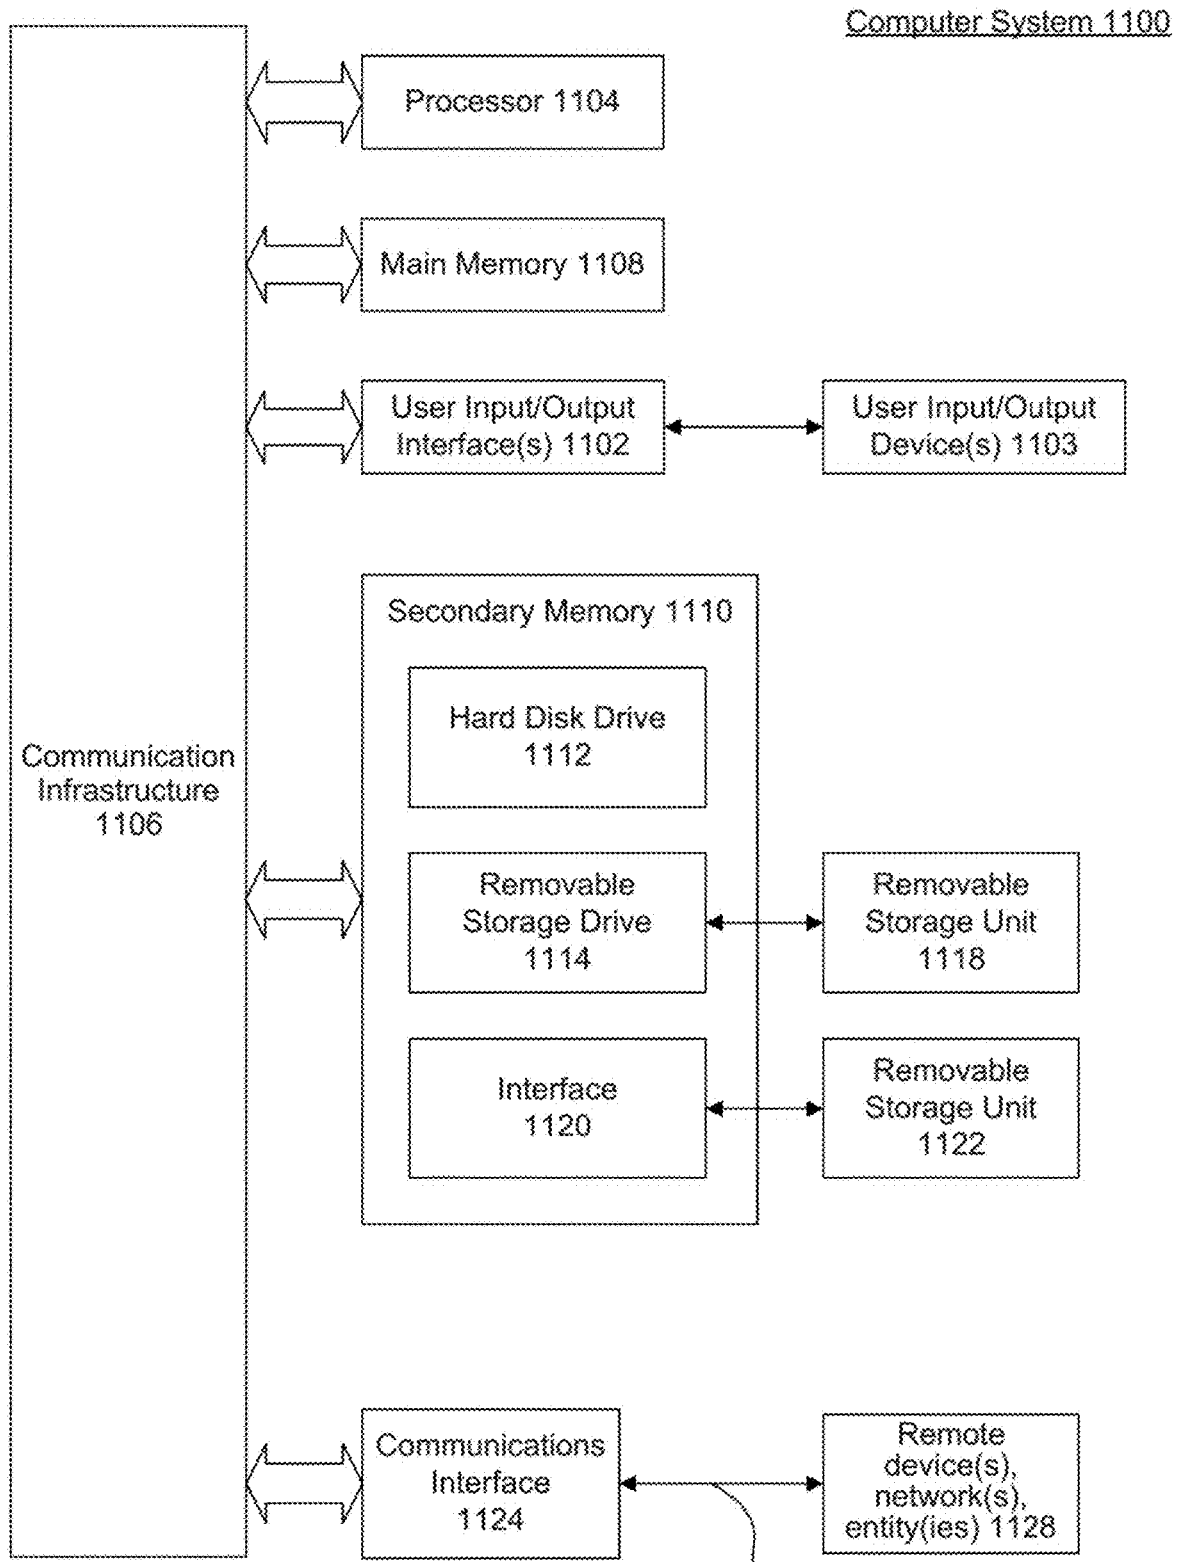 Computer System 1100
Processor 1104
Main Memory 1108
User Input/Output
Interface(s) 1102
User Input/Output
Device(s) 1103
Secondary Memory 1110
Hard Disk Drive
1112
Communication
Infrastructure
1106
Removable
Storage Drive
1114
Removable
Storage Unit
1118
Interface
1120
Removable
Storage Unit
1122
Communications
Interface
1124
Remote
device(s),
network(s),
entity(ies) 1128